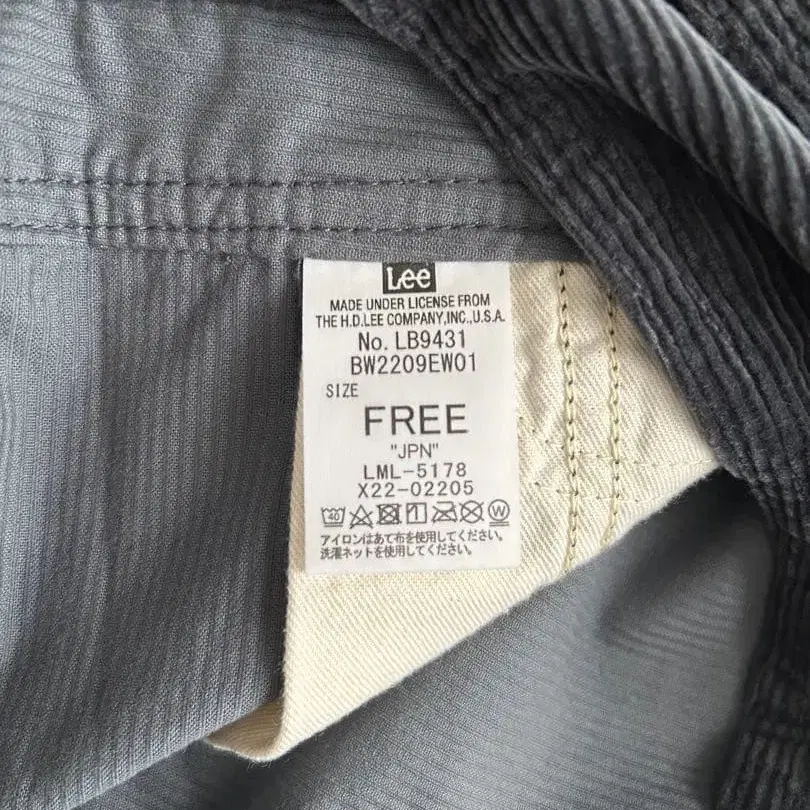 Lee
MADE UNDER LICENSE FROM
THE H.D.LEE COMPANY,INC.,U.S.A.
No. LB9431
BW2209EW01
SIZE
FREE
"JPN"
LML-5178
X22-02205
40 W
アイロンはあて布を使用してください。
洗濯ネットを使用してください。